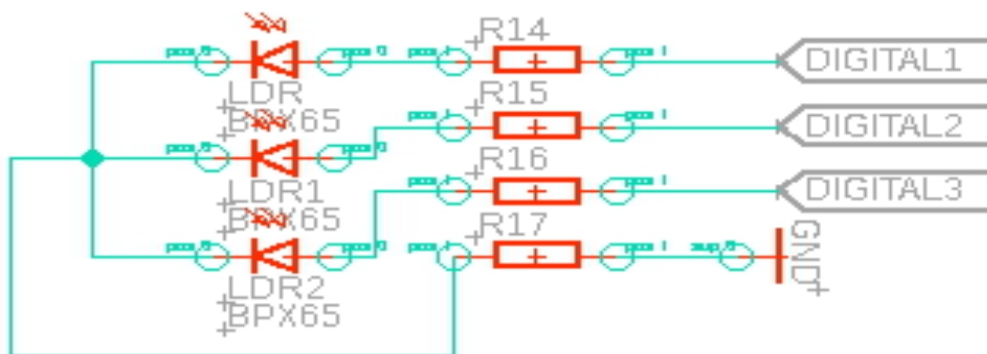 R14
DIGITAL1
LDR
BPX65
R15
DIGITAL2
LDR1
BPX65
R16
DIGITAL3
LDR2
BPX65
R17
GND